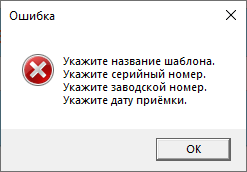 Ошибка
Укажите название шаблона.
Укажите серийный номер.
Укажите заводской номер.
Укажите дату приёмки.
OK